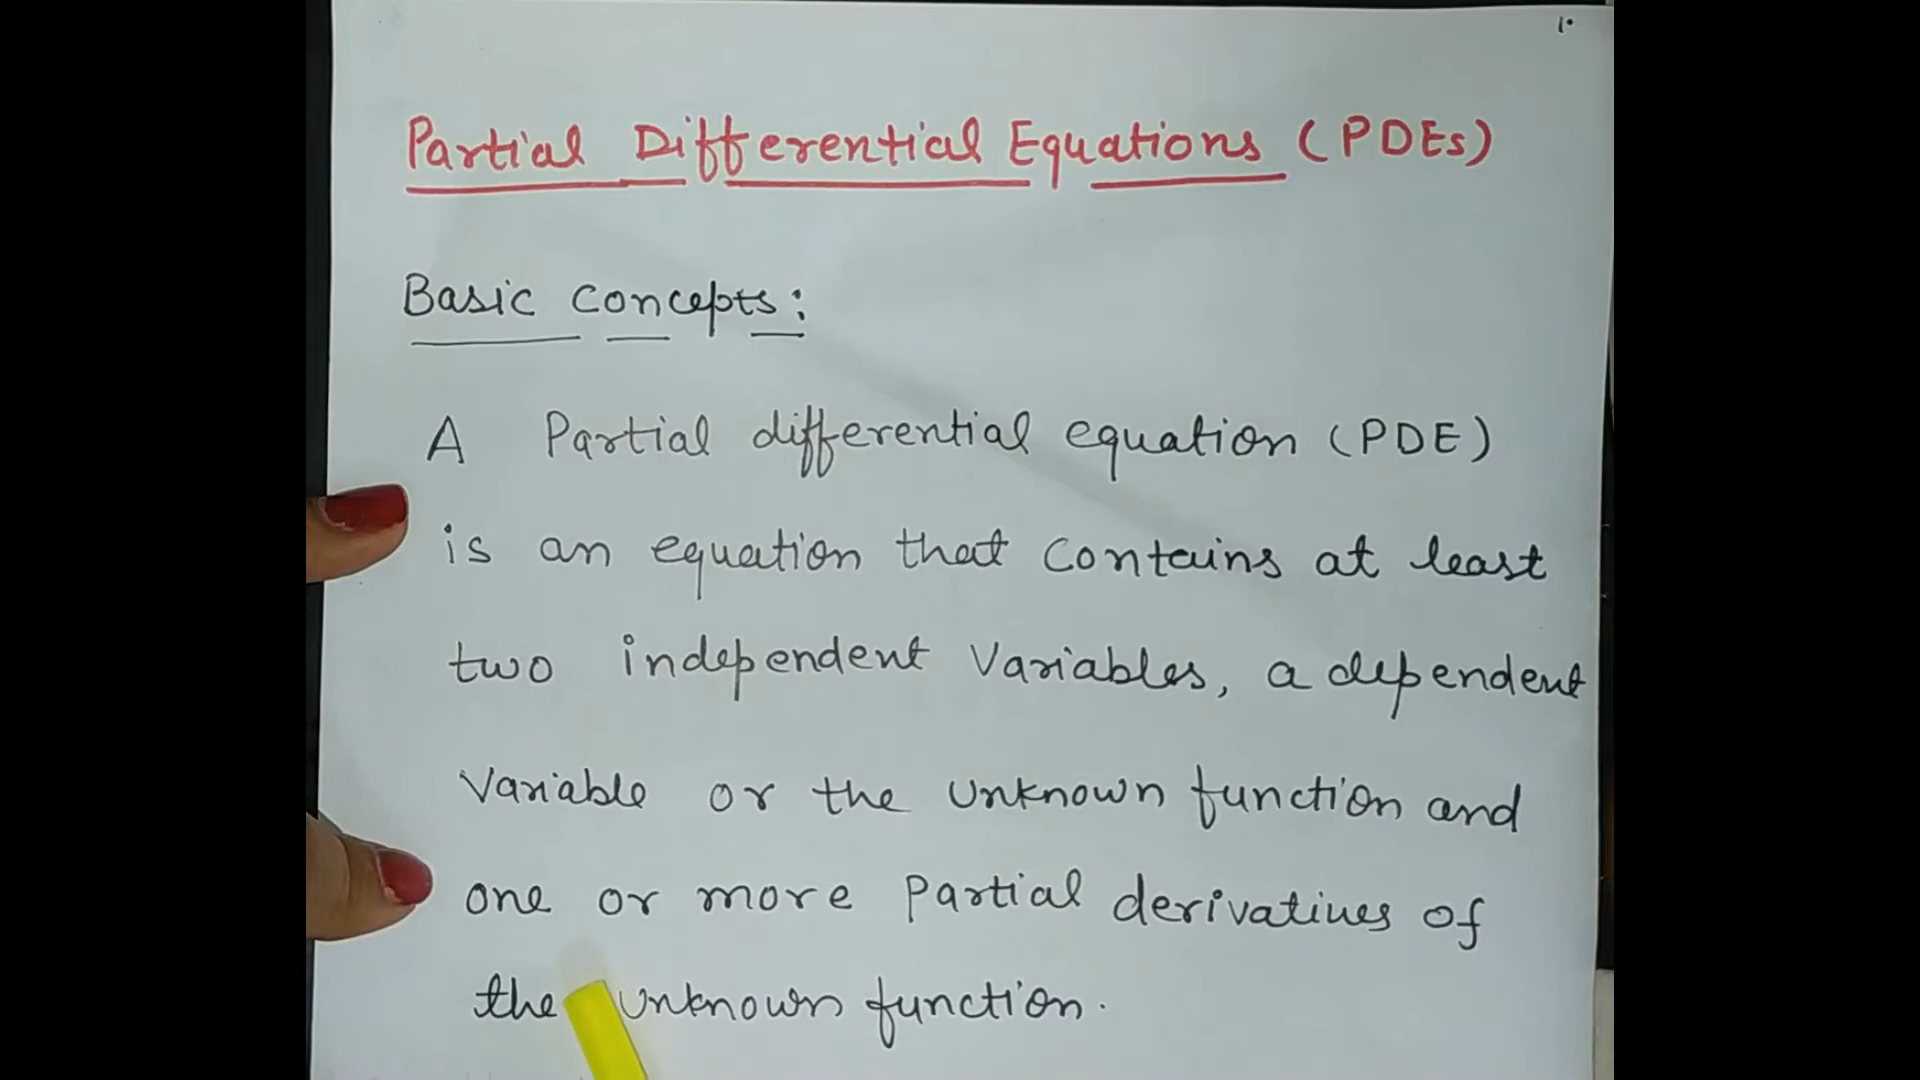 1.
Partial Differential Equations (PDEs)
Basic concepts:
A Partial differential equation (PDE)
is an equation that contains at least
two independent variables, a dependent
variable or the unknown function and
one or more partial derivatives of
the unknown function.